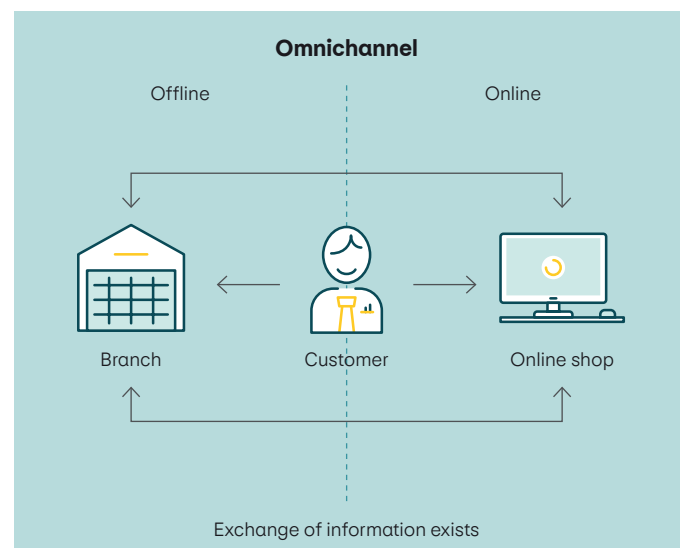 Omnichannel
Offline
Online
Branch
Customer
Online shop
Exchange of information exists